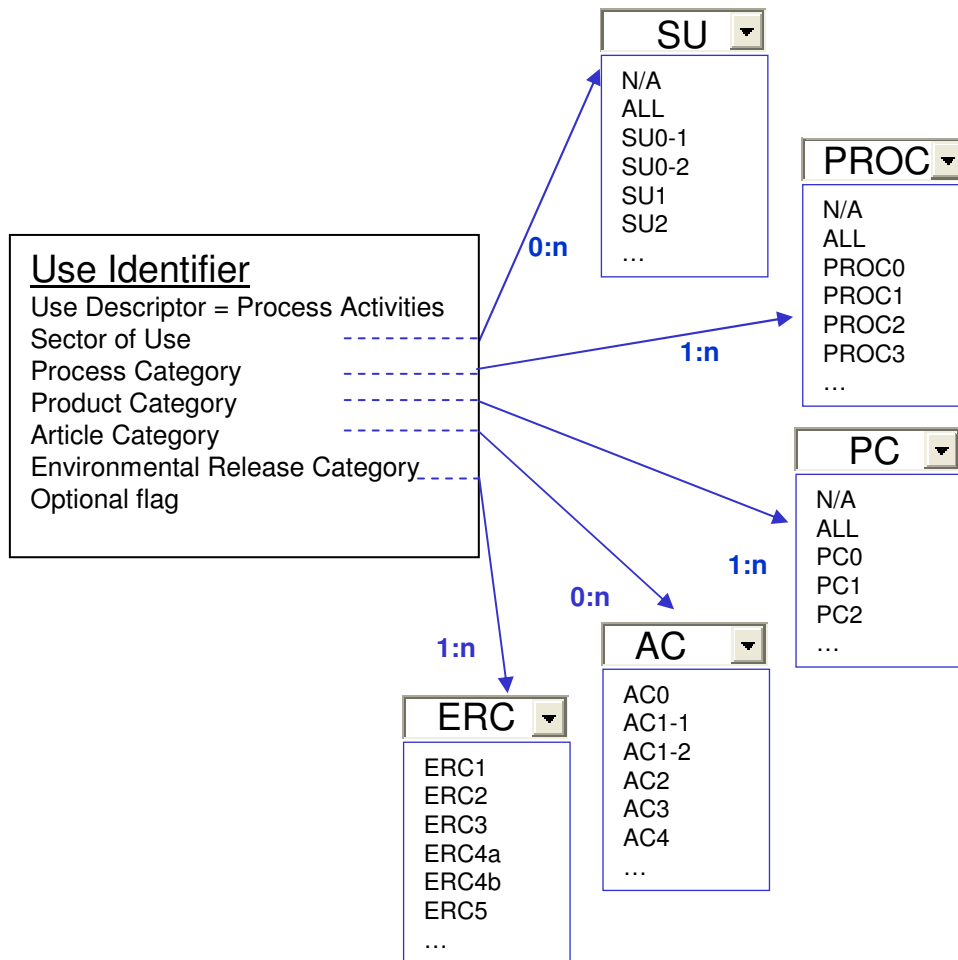 SU
N/A
ALL
SU0-1
SU0-2
SU1
SU2
…
PROC
N/A
ALL
PROC0
PROC1
PROC2
PROC3
…
Use Identifier
Use Descriptor = Process Activities
Sector of Use
Process Category
Product Category
Article Category
Environmental Release Category
Optional flag
0:n
1:n
1:n
0:n
1:n
PC
N/A
ALL
PC0
PC1
PC2
…
AC
AC0
AC1-1
AC1-2
AC2
AC3
AC4
…
ERC
ERC1
ERC2
ERC3
ERC4a
ERC4b
ERC5
…